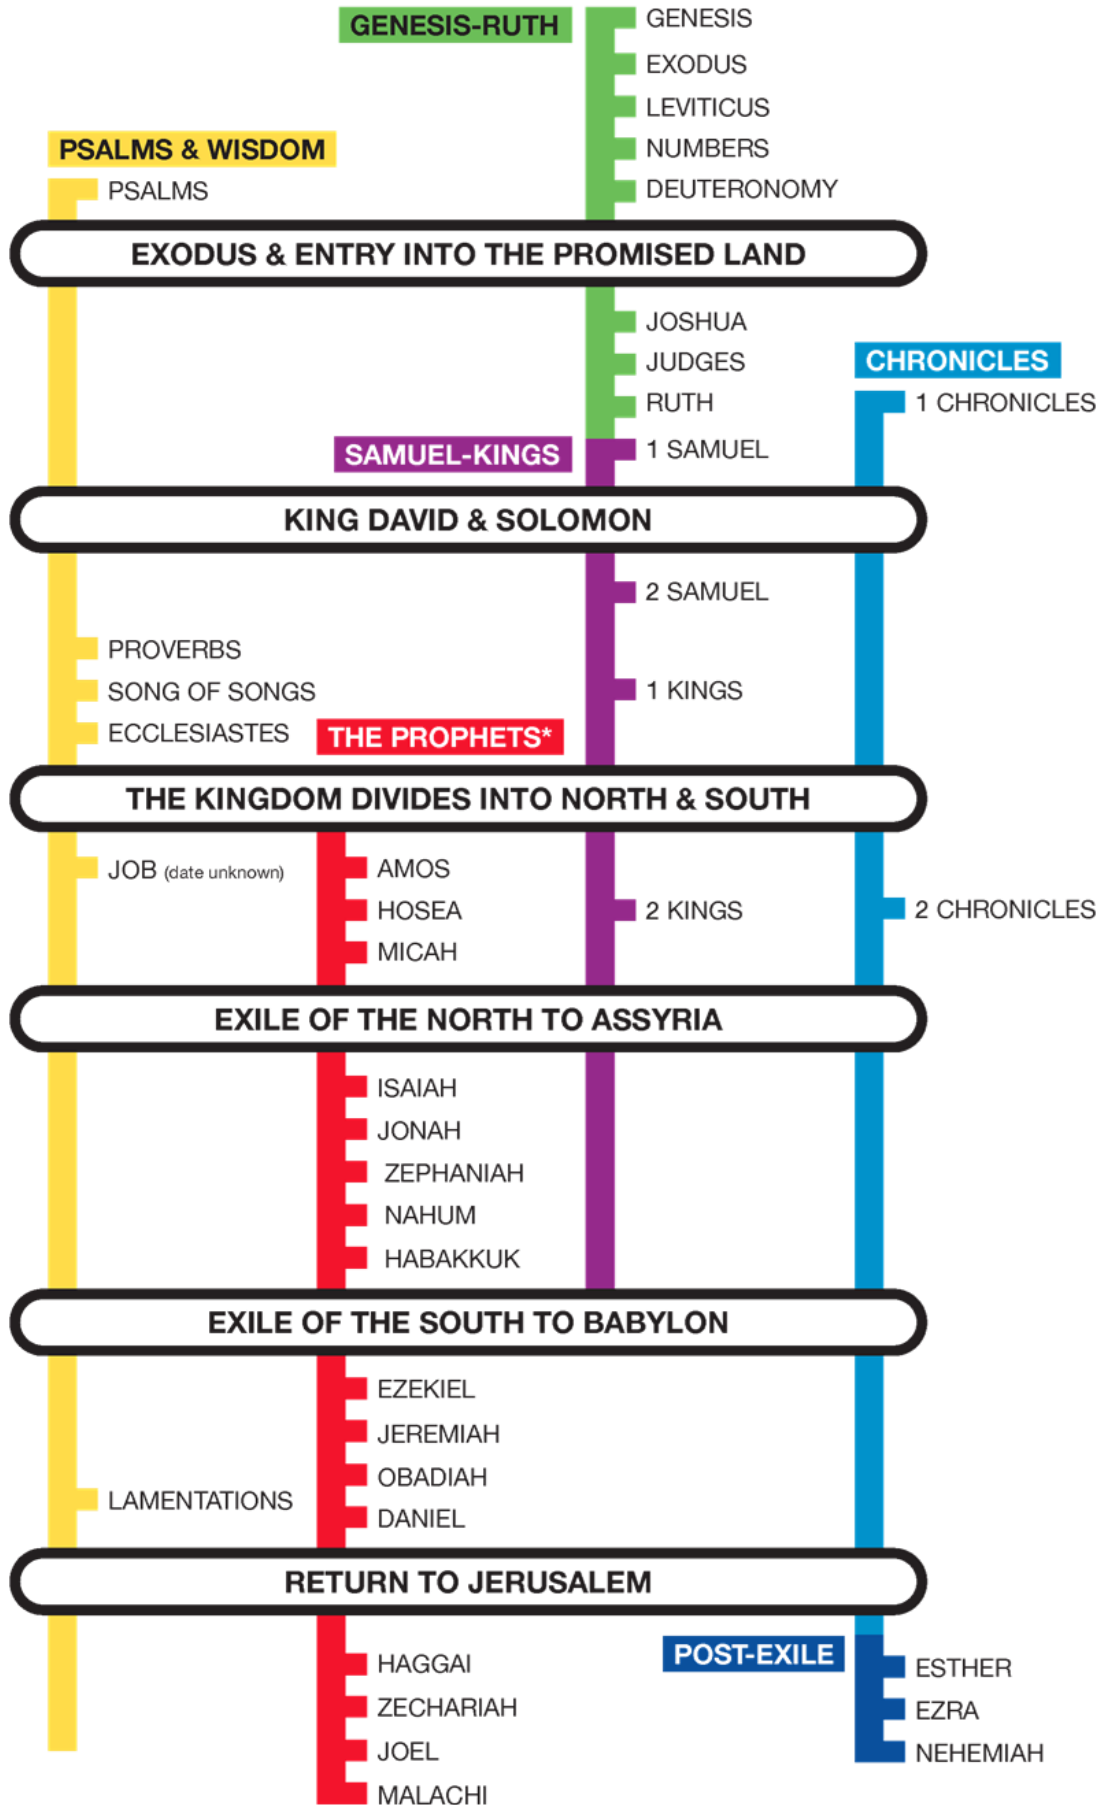 GENESIS-RUTH
GENESIS
EXODUS
LEVITICUS
NUMBERS
DEUTERONOMY
PSALMS & WISDOM
PSALMS
EXODUS & ENTRY INTO THE PROMISED LAND
JOSHUA
JUDGES
RUTH
CHRONICLES
1 CHRONICLES
SAMUEL-KINGS
1 SAMUEL
KING DAVID & SOLOMON
2 SAMUEL
PROVERBS
SONG OF SONGS
ECCLESIASTES
1 KINGS
THE PROPHETS*
THE KINGDOM DIVIDES INTO NORTH & SOUTH
JOB (date unknown)
AMOS
HOSEA
MICAH
2 KINGS
2 CHRONICLES
EXILE OF THE NORTH TO ASSYRIA
ISAIAH
JONAH
ZEPHANIAH
NAHUM
HABAKKUK
EXILE OF THE SOUTH TO BABYLON
EZEKIEL
JEREMIAH
OBADIAH
DANIEL
LAMENTATIONS
RETURN TO JERUSALEM
HAGGAI
ZECHARIAH
JOEL
MALACHI
POST-EXILE
ESTHER
EZRA
NEHEMIAH